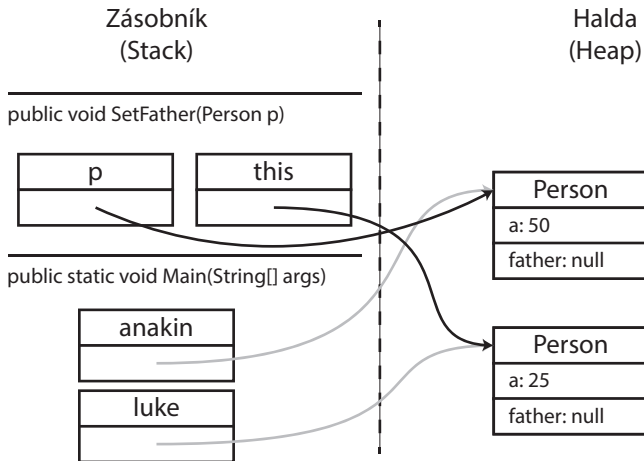 Zásobník
(Stack)
Halda
(Heap)
public void SetFather(Person p)
p
this
Person
a: 50
father: null
public static void Main(String[] args)
anakin
luke
Person
a: 25
father: null